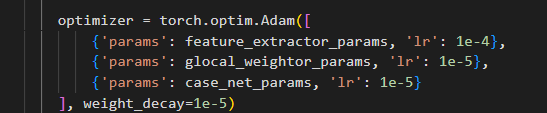 optimizer = torch.optim.Adam([
{'params': feature_extractor_params, 'lr': 1e-4},
{'params': glocal_weightor_params, 'lr': 1e-5},
{'params': case_net_params, 'lr': 1e-5}
], weight_decay=1e-5)